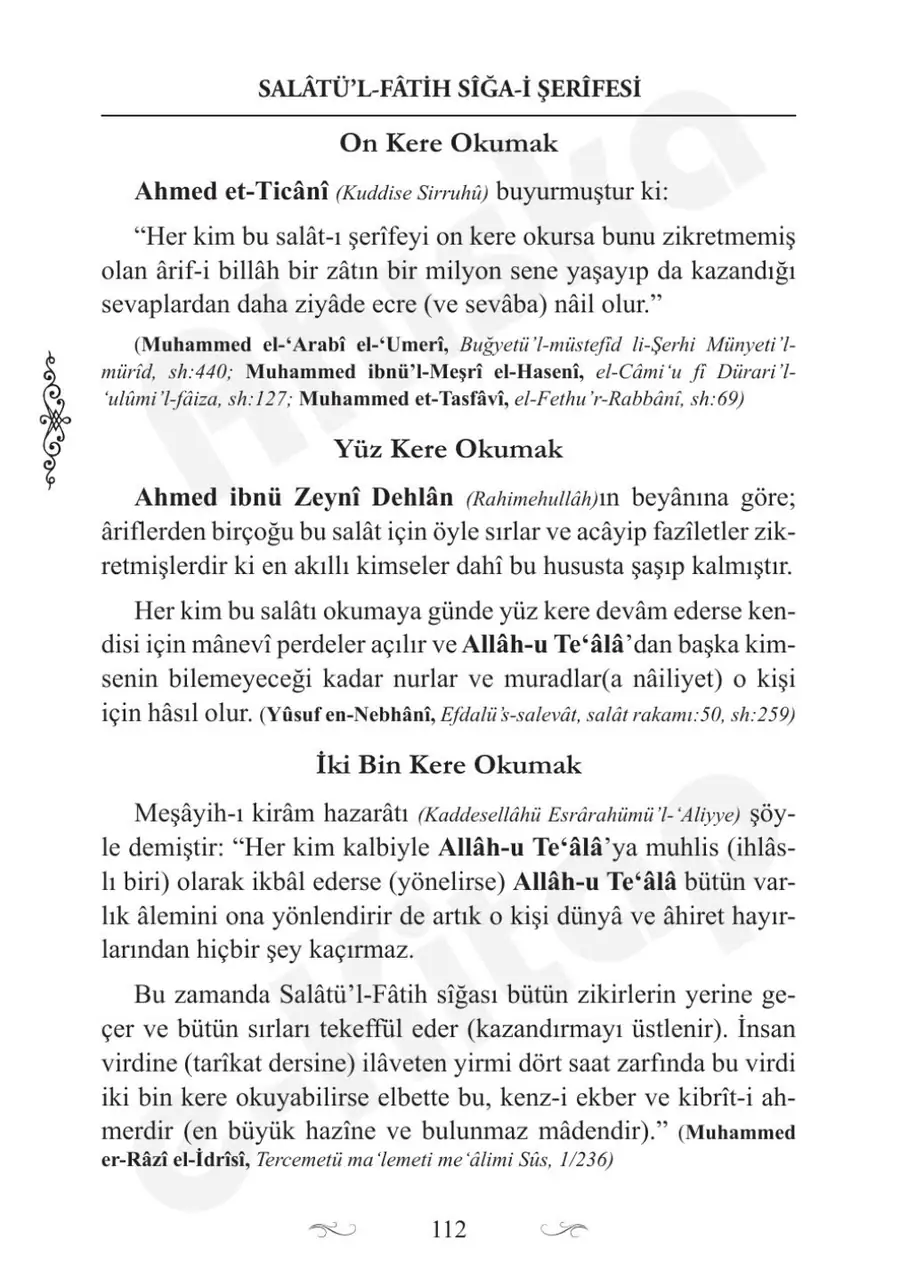 SALÂTÜ’L-FÂTİH SÎĞA-İ ŞERÎFESİ
On Kere Okumak
Ahmed et-Ticânî (Kuddise Sirruhû) buyurmuştur ki:
“Her kim bu salât-ı şerîfeyi on kere okursa bunu zikretmemiş
olan ârif-i billâh bir zâtın bir milyon sene yaşayıp da kazandığı
sevaplardan daha ziyâde ecre (ve sevâba) nâil olur.”
(Muhammed el-‘Arabî el-‘Umerî, Buğyetü’l-müstefîd li-Şerhi Münyeti’l-
mürîd, sh:440; Muhammed ibnü’l-Meşrî el-Hasenî, el-Câmi‘u fî Dürari’l-
‘ulûmi’l-fâiza, sh:127; Muhammed et-Tasfâvî, el-Fethu’r-Rabbânî, sh:69)
Yüz Kere Okumak
Ahmed ibnü Zeynî Dehlân (Rahimehullâh)ın beyânına göre;
âriflerden birçoğu bu salât için öyle sırlar ve acâyip fazîletler zik-
retmişlerdir ki en akıllı kimseler dahî bu hususta şaşıp kalmıştır.
Her kim bu salâtı okumaya günde yüz kere devâm ederse ken-
disi için mânevî perdeler açılır ve Allâh-u Te‘âlâ’dan başka kim-
senin bilemeyeceği kadar nurlar ve muradlar(a nâiliyet) o kişi
için hâsıl olur. (Yûsuf en-Nebhânî, Efdalü’s-salevât, salât rakamı:50, sh:259)
İki Bin Kere Okumak
Meşâyih-ı kirâm hazarâtı (Kaddesellâhü Esrârahümü’l-‘Aliyye) şöy-
le demiştir: “Her kim kalbiyle Allâh-u Te‘âlâ’ya muhlis (ihlâs-
lı biri) olarak ikbâl ederse (yönelirse) Allâh-u Te‘âlâ bütün var-
lık âlemini ona yönlendirir de artık o kişi dünyâ ve âhiret hayır-
larından hiçbir şey kaçırmaz.
Bu zamanda Salâtü’l-Fâtih sîğası bütün zikirlerin yerine ge-
çer ve bütün sırları tekeffül eder (kazandırmayı üstlenir). İnsan
virdine (tarîkat dersine) ilâveten yirmi dört saat zarfında bu virdi
iki bin kere okuyabilirse elbette bu, kenz-i ekber ve kibrît-i ah-
merdir (en büyük hazîne ve bulunmaz mâdendir).” (Muhammed
er-Râzî el-İdrîsî, Tercemetü ma‘lemeti me‘âlimi Sûs, 1/236)
112